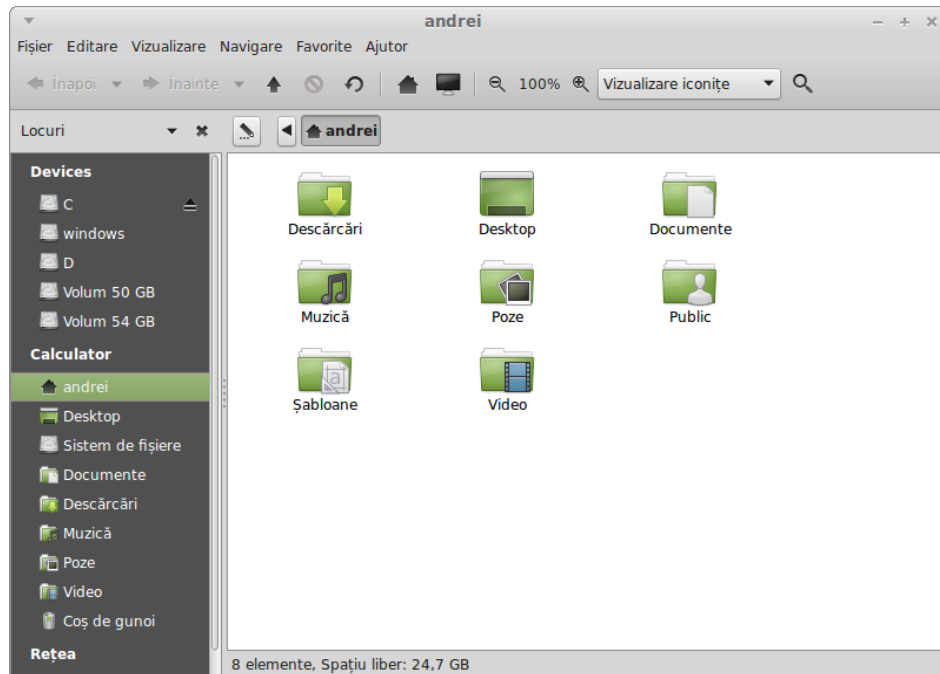 andrei
Fișier Editare Vizualizare Navigare Favorite Ajutor
Înapoi Înainte 100% Vizualizare iconițe
Locuri andrei
Devices
C
windows
D
Volum 50 GB
Volum 54 GB
Calculator
andrei
Desktop
Sistem de fișiere
Documente
Descărcări
Muzică
Poze
Video
Coș de gunoi
Rețea
Descărcări Desktop Documente
Muzică Poze Public
Șabloane Video
8 elemente, Spațiu liber: 24,7 GB